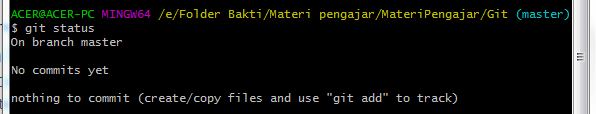 ACER@ACER-PC MINGW64 /e/Folder Bakti/Materi pengajar/MateriPengajar/Git (master)
$ git status
On branch master
No commits yet
nothing to commit (create/copy files and use "git add" to track)